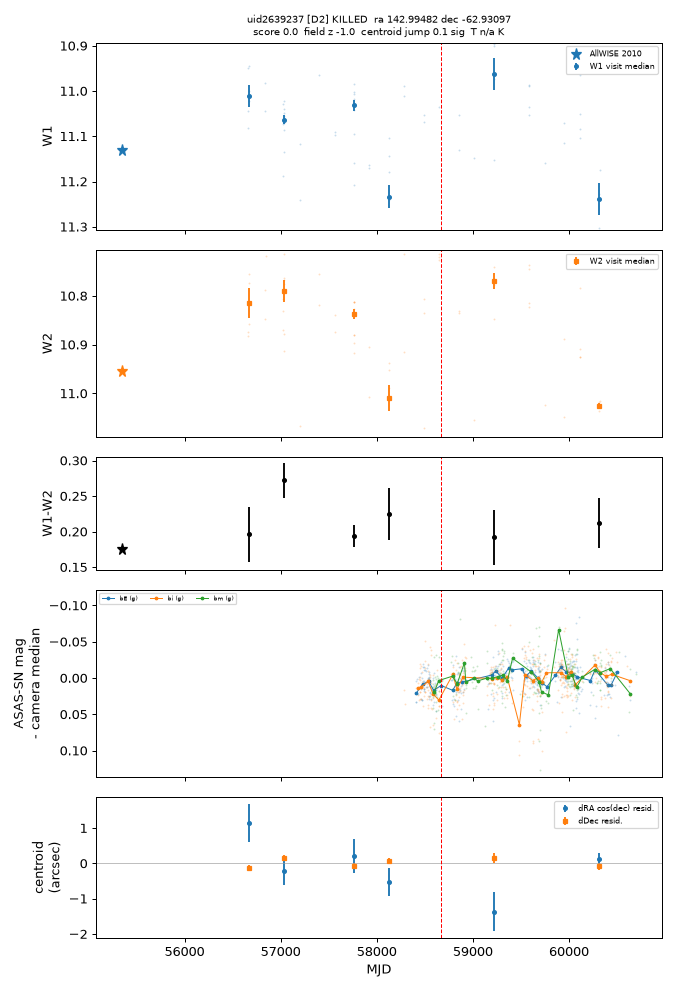 uid2639237 [D2] KILLED ra 142.99482 dec -62.93097
score 0.0 field z -1.0 centroid jump 0.1 sig T n/a K
10.9
11.0
11.1
11.2
11.3
W1
AllWISE 2010
W1 visit median
10.8
10.9
11.0
W2
W2 visit median
0.30
0.25
0.20
0.15
W1-W2
−0.10
−0.05
0.00
0.05
0.10
ASAS-SN mag
- camera median
bE (g)
bi (g)
bm (g)
1
0
−1
−2
centroid
(arcsec)
dRA cos(dec) resid.
dDec resid.
56000
57000
58000
59000
60000
MJD